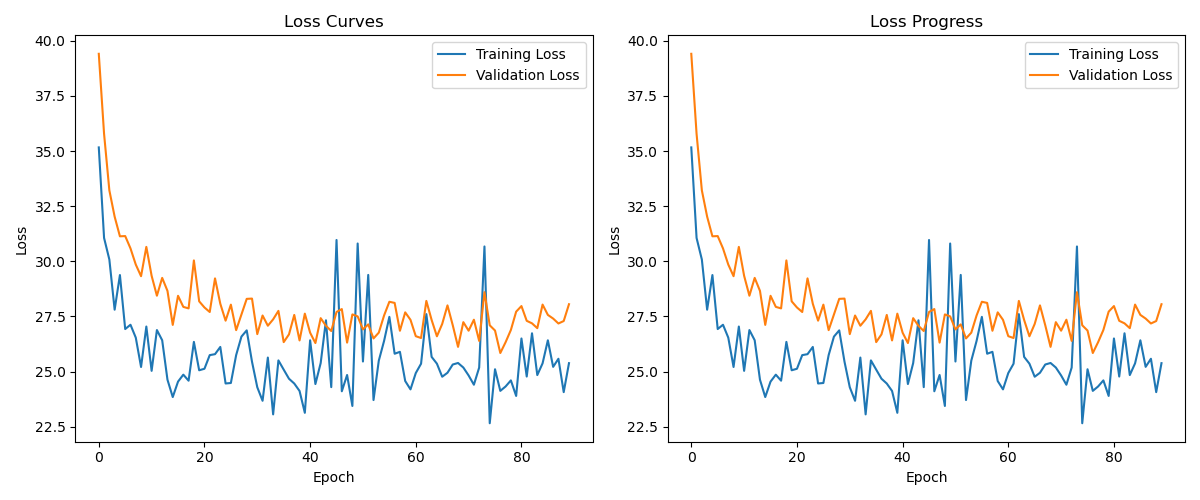 Loss Curves
Training Loss
Validation Loss
40.0
37.5
35.0
32.5
30.0
27.5
25.0
22.5
Loss
0
20
40
60
80
Epoch
Loss Progress
Training Loss
Validation Loss
40.0
37.5
35.0
32.5
30.0
27.5
25.0
22.5
Loss
0
20
40
60
80
Epoch